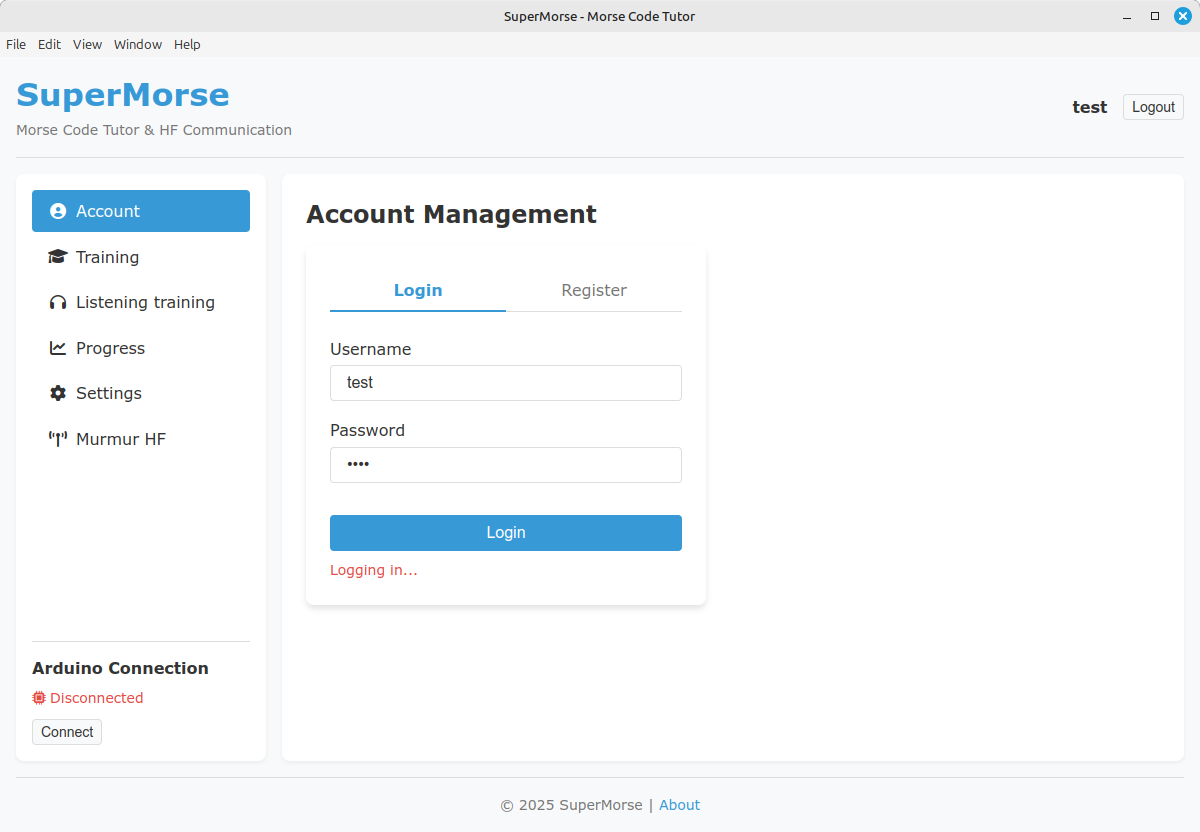 SuperMorse - Morse Code Tutor
File Edit View Window Help
SuperMorse
Morse Code Tutor & HF Communication
test Logout
Account
Training
Listening training
Progress
Settings
Murmur HF
Arduino Connection
Disconnected
Connect
Account Management
Login Register
Username
test
Password
••••
Login
Logging in...
© 2025 SuperMorse | About